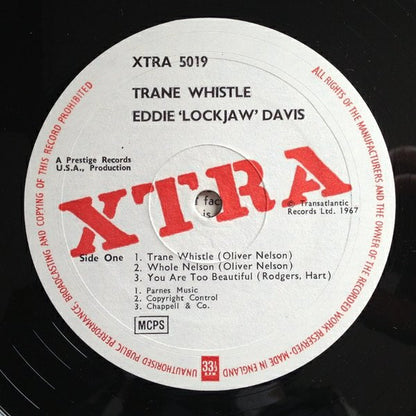 XTRA 5019
TRANE WHISTLE
EDDIE 'LOCKJAW' DAVIS
A Prestige Records
U.S.A., Production
XTRA
℗ Transatlantic
Records Ltd. 1967
Side One
1. Trane Whistle (Oliver Nelson)
2. Whole Nelson (Oliver Nelson)
3. You Are Too Beautiful (Rodgers, Hart)
1. Parnes Music
2. Copyright Control
3. Chappell & Co.
MCPS
33⅓
R.P.M
ALL RIGHTS OF THE MANUFACTURERS AND THE OWNER OF THE RECORDED WORK RESERVED-MADE IN ENGLAND
UNAUTHORISED PUBLIC PERFORMANCE, BROADCASTING AND COPYING OF THIS RECORD PROHIBITED